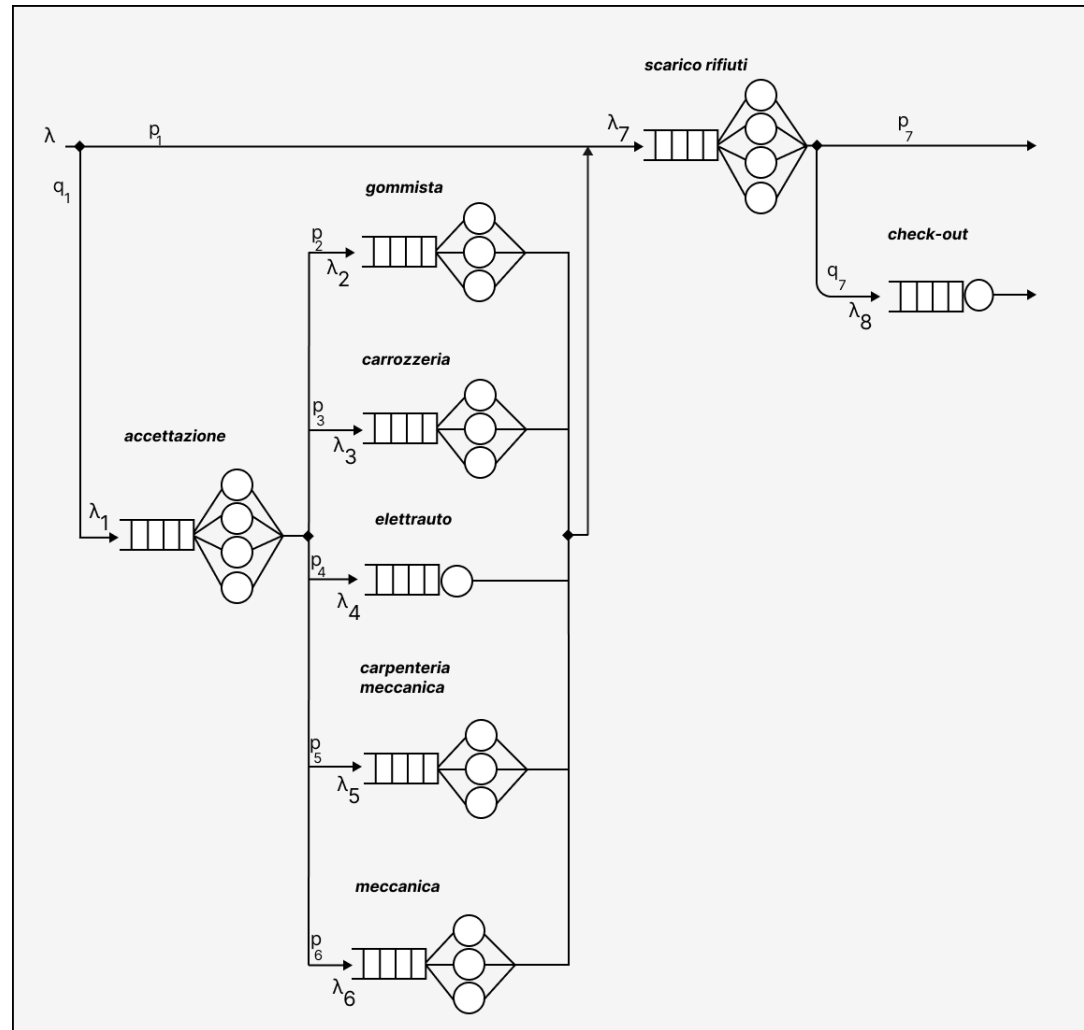 scarico rifiuti
λ
p1
λ7
p7
q1
gommista
p2
λ2
check-out
q7
λ8
carrozzeria
p3
λ3
accettazione
λ1
elettrauto
p4
λ4
carpenteria
meccanica
p5
λ5
meccanica
p6
λ6